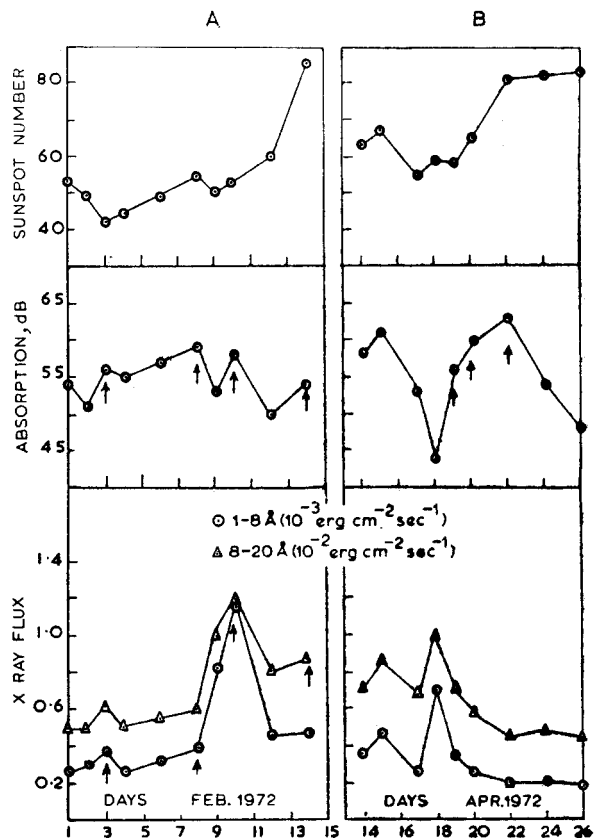 A B
SUNSPOT NUMBER
80
60
40
ABSORPTION, dB
65
55
45
⊙ 1-8 Å (10⁻³ erg cm⁻² sec⁻¹)
△ 8-20 Å (10⁻² erg cm⁻² sec⁻¹)
X RAY FLUX
1·4
1·0
0·6
0·2
DAYS FEB. 1972 DAYS APR. 1972
1 3 5 7 9 11 13 15 14 16 18 20 22 24 26